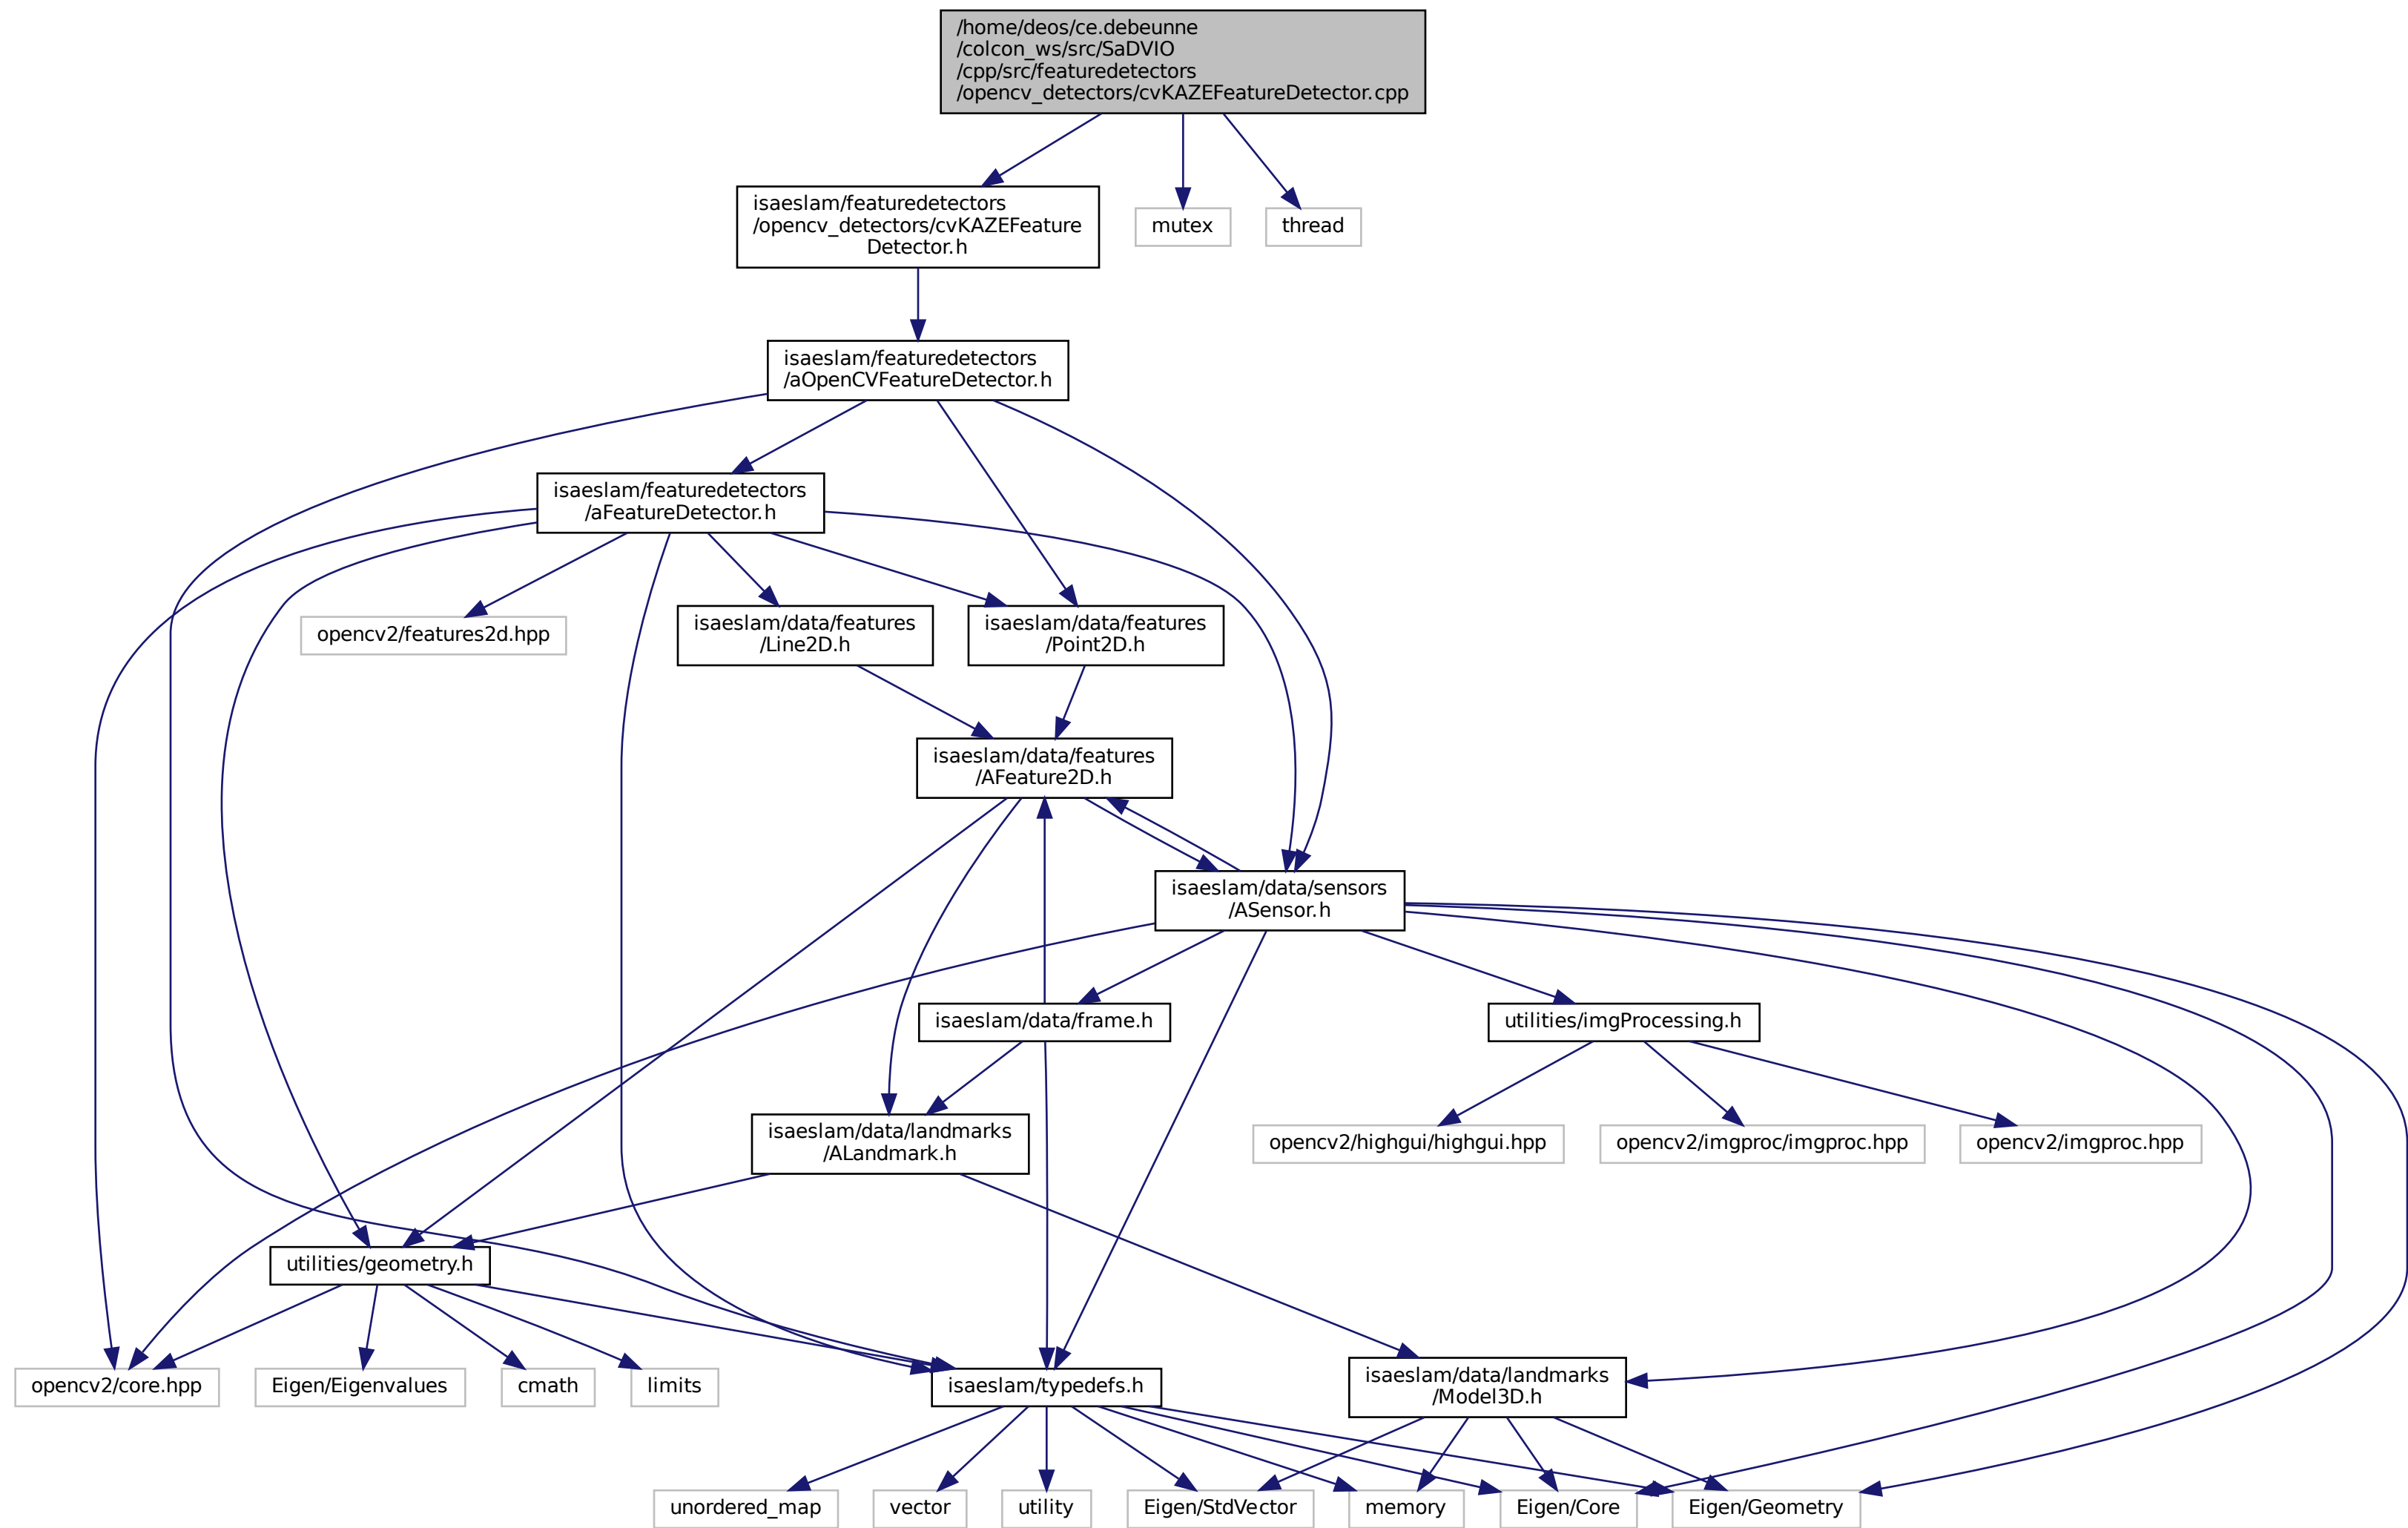 /home/deos/ce.debeunne
/colcon_ws/src/SaDVIO
/cpp/src/featuredetectors
/opencv_detectors/cvKAZEFeatureDetector.cpp
isaeslam/featuredetectors
/opencv_detectors/cvKAZEFeature
Detector.h
mutex
thread
isaeslam/featuredetectors
/aOpenCVFeatureDetector.h
isaeslam/featuredetectors
/aFeatureDetector.h
opencv2/features2d.hpp
isaeslam/data/features
/Line2D.h
isaeslam/data/features
/Point2D.h
isaeslam/data/features
/AFeature2D.h
isaeslam/data/sensors
/ASensor.h
isaeslam/data/frame.h
utilities/imgProcessing.h
isaeslam/data/landmarks
/ALandmark.h
opencv2/highgui/highgui.hpp
opencv2/imgproc/imgproc.hpp
opencv2/imgproc.hpp
utilities/geometry.h
opencv2/core.hpp
Eigen/Eigenvalues
cmath
limits
isaeslam/typedefs.h
isaeslam/data/landmarks
/Model3D.h
unordered_map
vector
utility
Eigen/StdVector
memory
Eigen/Core
Eigen/Geometry